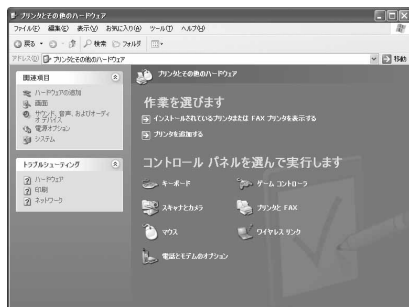 プリンタとその他のハードウェア
ファイル(F) 編集(E) 表示(V) お気に入り(A) ツール(T) ヘルプ(H)
戻る 検索 フォルダ
アドレス(D) プリンタとその他のハードウェア 移動
関連項目
ハードウェアの追加
画面
サウンド、音声、およびオーディオ デバイス
電源オプション
システム
トラブルシューティング
ハードウェア
印刷
ネットワーク
プリンタとその他のハードウェア
作業を選びます
インストールされているプリンタまたは FAX プリンタを表示する
プリンタを追加する
コントロール パネルを選んで実行します
キーボード
ゲーム コントローラ
スキャナとカメラ
プリンタと FAX
マウス
ワイヤレス リンク
電話とモデムのオプション